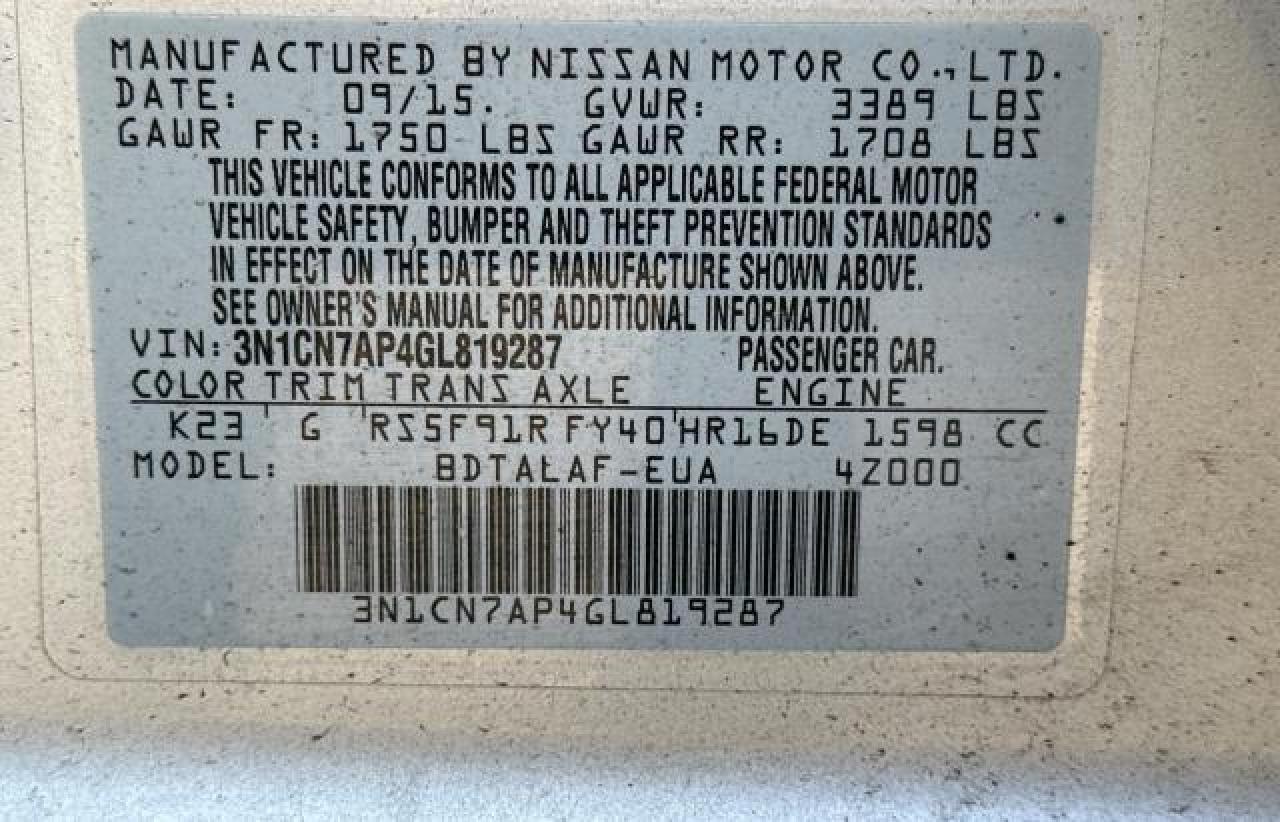 MANUFACTURED BY NISSAN MOTOR CO.,LTD.
DATE: 09/15. GVWR: 3389 LBS
GAWR FR: 1750 LBS GAWR RR: 1708 LBS
THIS VEHICLE CONFORMS TO ALL APPLICABLE FEDERAL MOTOR
VEHICLE SAFETY, BUMPER AND THEFT PREVENTION STANDARDS
IN EFFECT ON THE DATE OF MANUFACTURE SHOWN ABOVE.
SEE OWNER'S MANUAL FOR ADDITIONAL INFORMATION.
VIN: 3N1CN7AP4GL819287 PASSENGER CAR.
COLOR TRIM TRANS AXLE ENGINE
K23 G RS5F91R FY40 HR16DE 1598 CC
MODEL: BDTALAF-EUA 4Z000
3N1CN7AP4GL819287